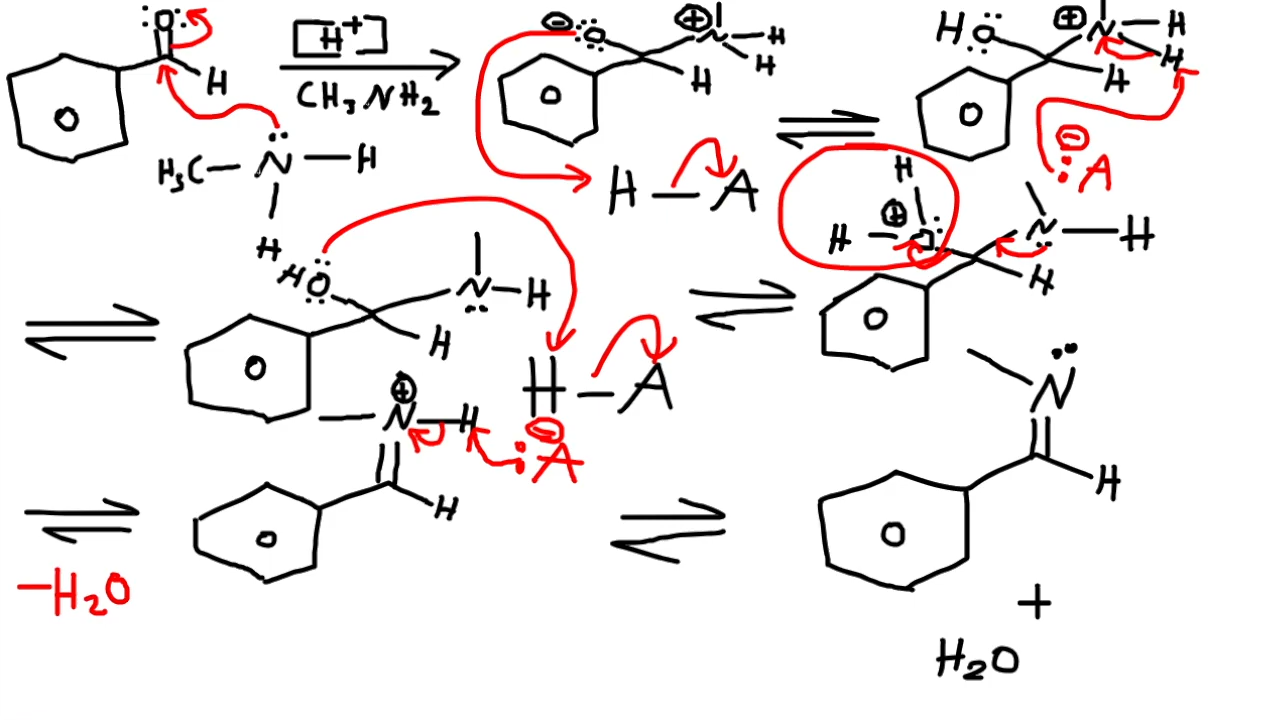 :O: [H⁺] ⊖ :O: ⊕ N H H HO: ⊕ N H H
H CH₃NH₂ H H
O O O
H₃C — N̈ — H H — A ⊖ :A
H H
H ⊕ O: N̈ — H
HO: N — H H
H O
O H — A N̈
⊕ N — H ⊖ :A
H H
O O
-H₂O
+
H₂O